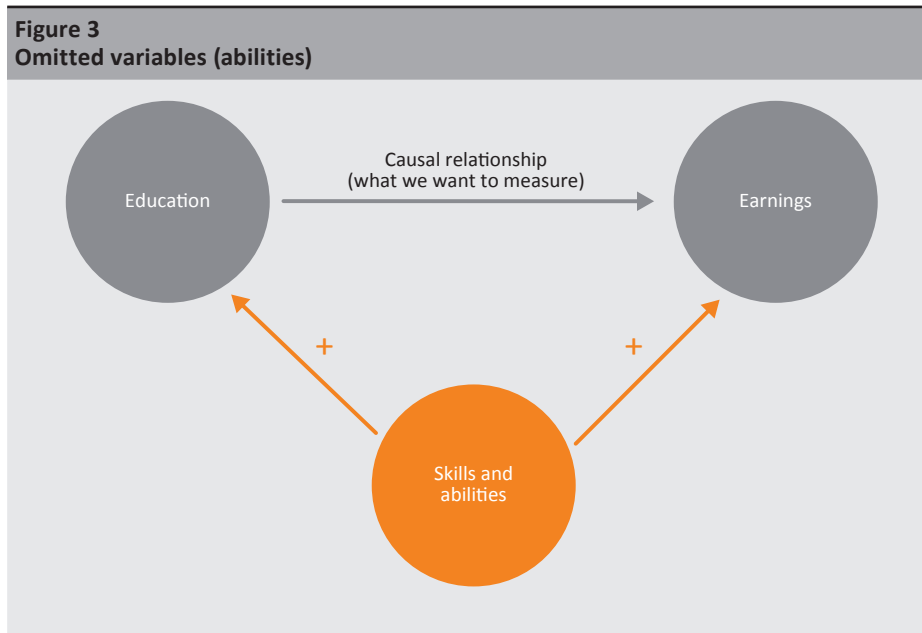 Figure 3
Omitted variables (abilities)
Causal relationship
(what we want to measure)
Education
Earnings
+
+
Skills and
abilities